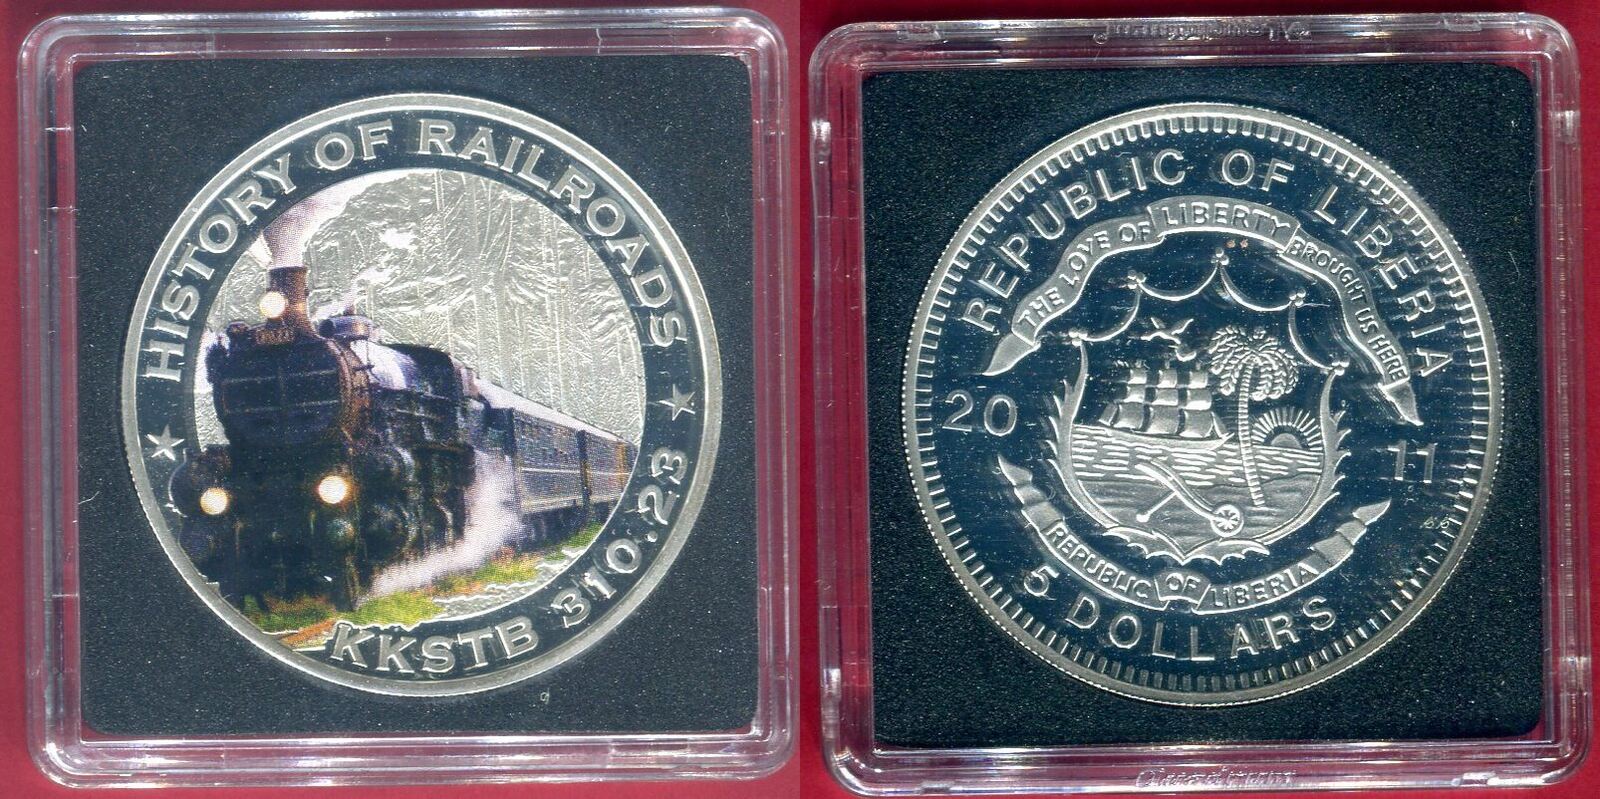 HISTORY OF RAILROADS
KKSTB 310.23
REPUBLIC OF LIBERIA
THE LOVE OF LIBERTY BROUGHT US HERE
20 11
REPUBLIC OF LIBERIA
5 DOLLARS